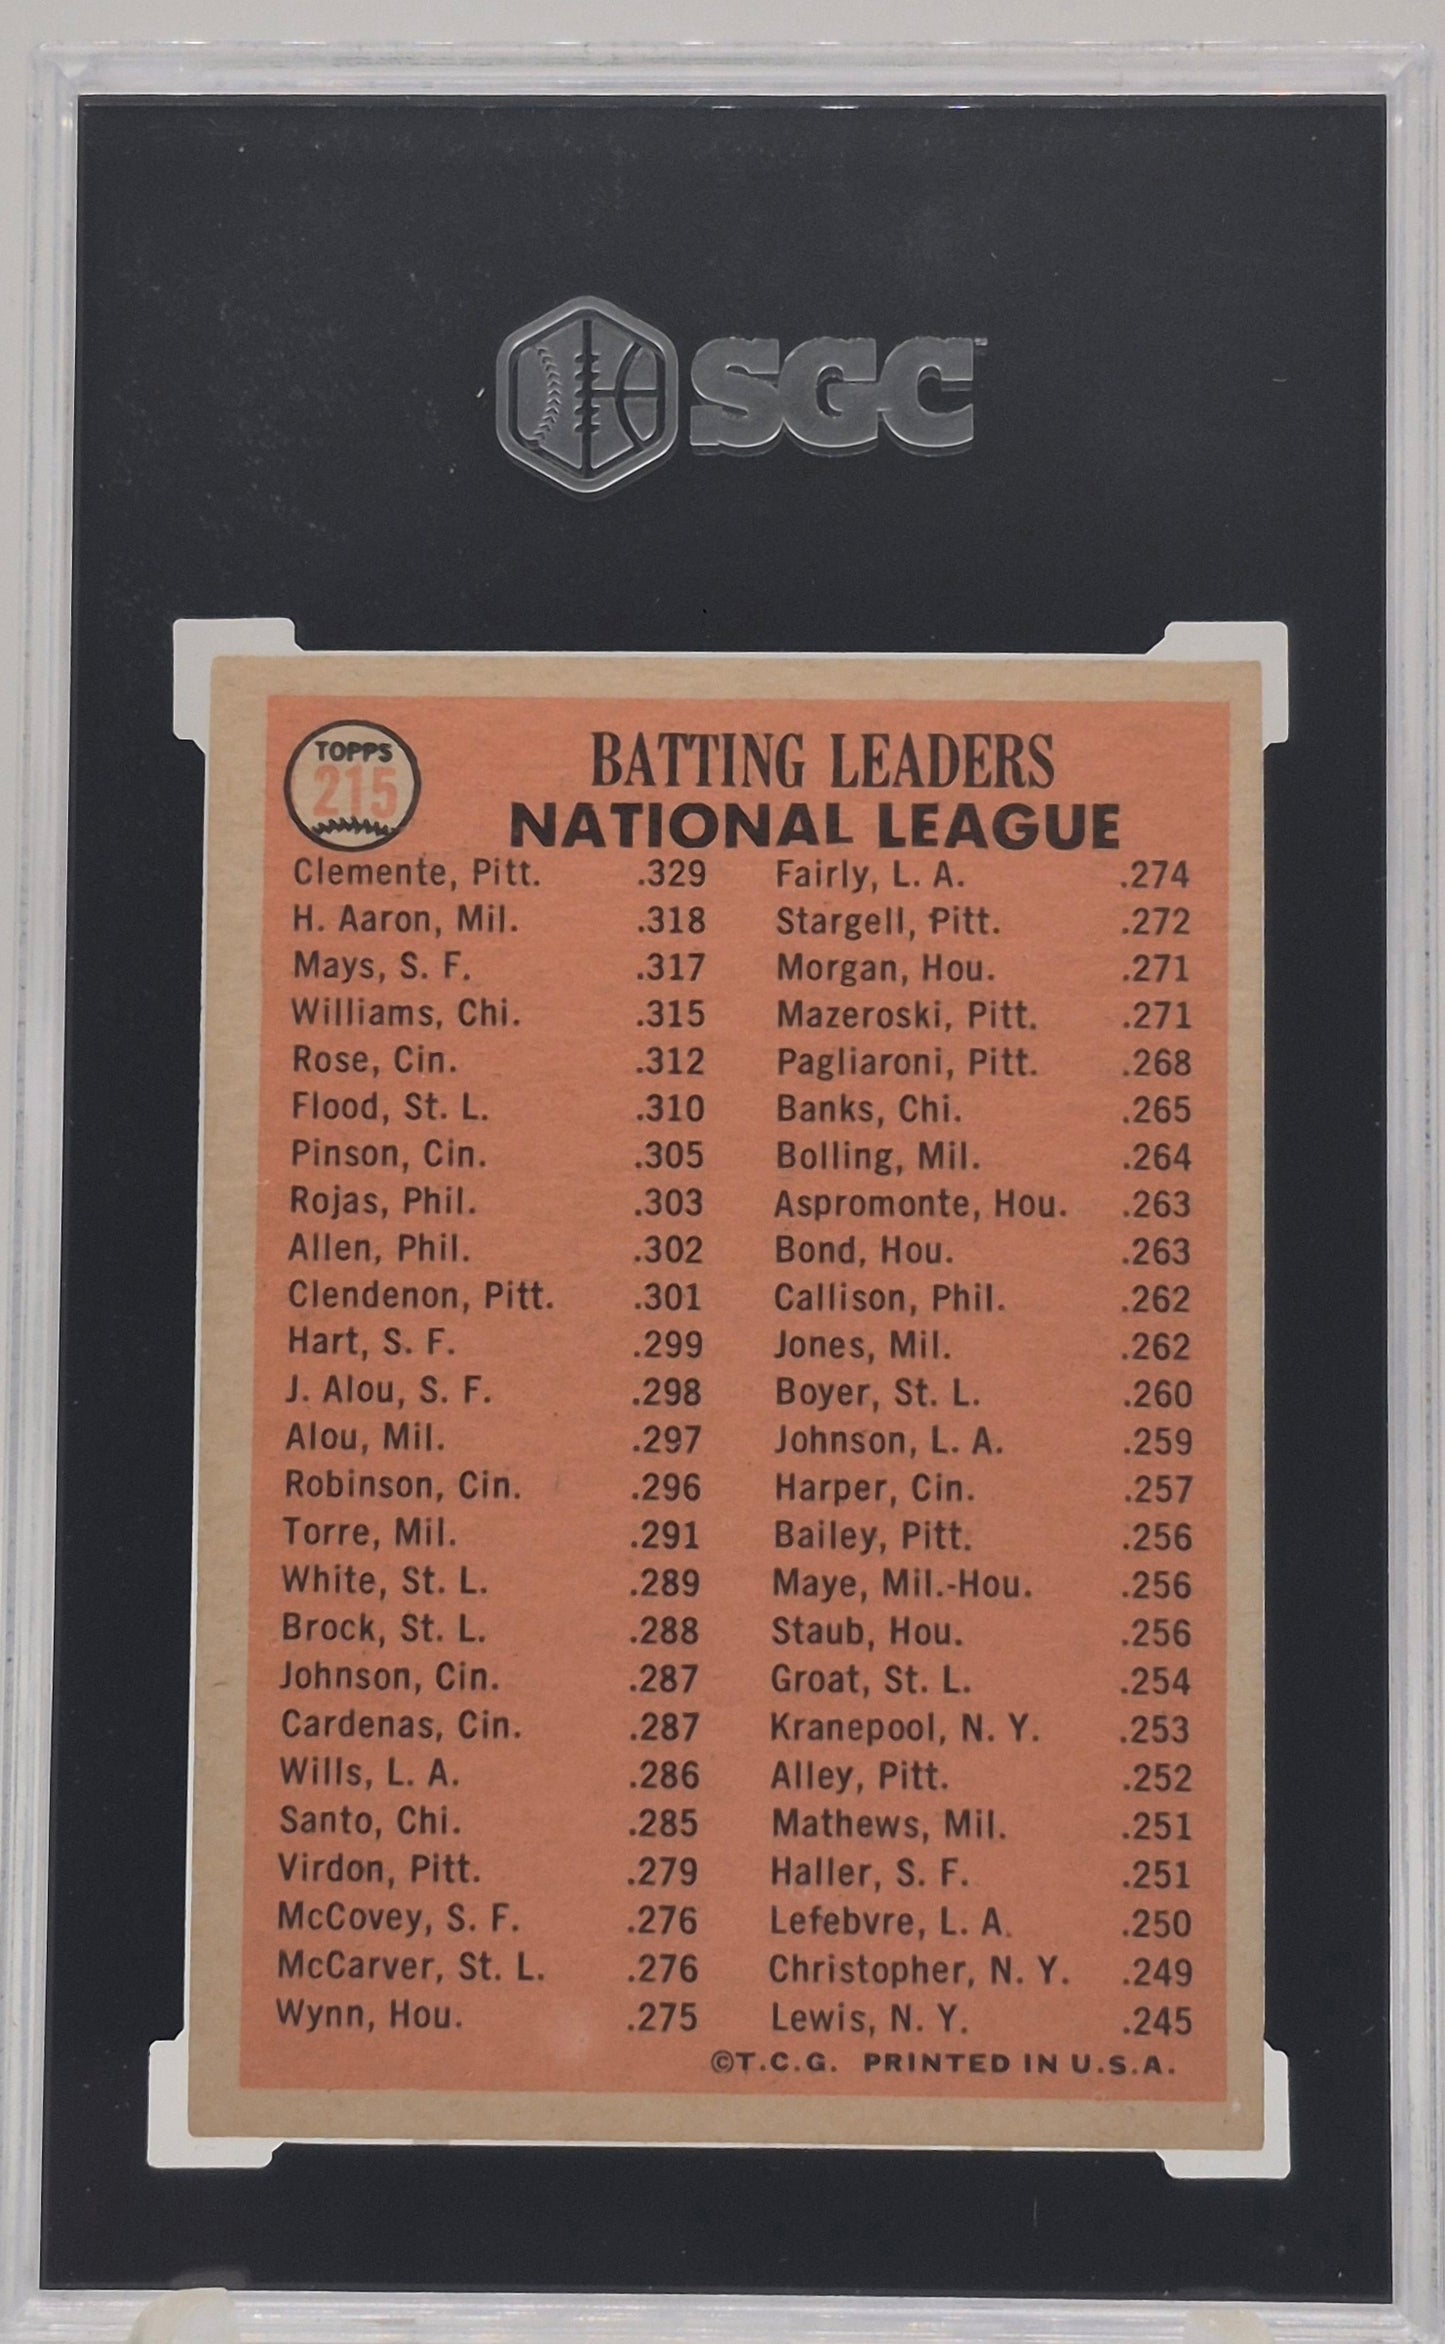 SGC
TOPPS
215
BATTING LEADERS
NATIONAL LEAGUE
Clemente, Pitt. .329
H. Aaron, Mil. .318
Mays, S. F. .317
Williams, Chi. .315
Rose, Cin. .312
Flood, St. L. .310
Pinson, Cin. .305
Rojas, Phil. .303
Allen, Phil. .302
Clendenon, Pitt. .301
Hart, S. F. .299
J. Alou, S. F. .298
Alou, Mil. .297
Robinson, Cin. .296
Torre, Mil. .291
White, St. L. .289
Brock, St. L. .288
Johnson, Cin. .287
Cardenas, Cin. .287
Wills, L. A. .286
Santo, Chi. .285
Virdon, Pitt. .279
McCovey, S. F. .276
McCarver, St. L. .276
Wynn, Hou. .275
Fairly, L. A. .274
Stargell, Pitt. .272
Morgan, Hou. .271
Mazeroski, Pitt. .271
Pagliaroni, Pitt. .268
Banks, Chi. .265
Bolling, Mil. .264
Aspromonte, Hou. .263
Bond, Hou. .263
Callison, Phil. .262
Jones, Mil. .262
Boyer, St. L. .260
Johnson, L. A. .259
Harper, Cin. .257
Bailey, Pitt. .256
Maye, Mil.-Hou. .256
Staub, Hou. .256
Groat, St. L. .254
Kranepool, N. Y. .253
Alley, Pitt. .252
Mathews, Mil. .251
Haller, S. F. .251
Lefebvre, L. A. .250
Christopher, N. Y. .249
Lewis, N. Y. .245
©T.C.G. PRINTED IN U.S.A.